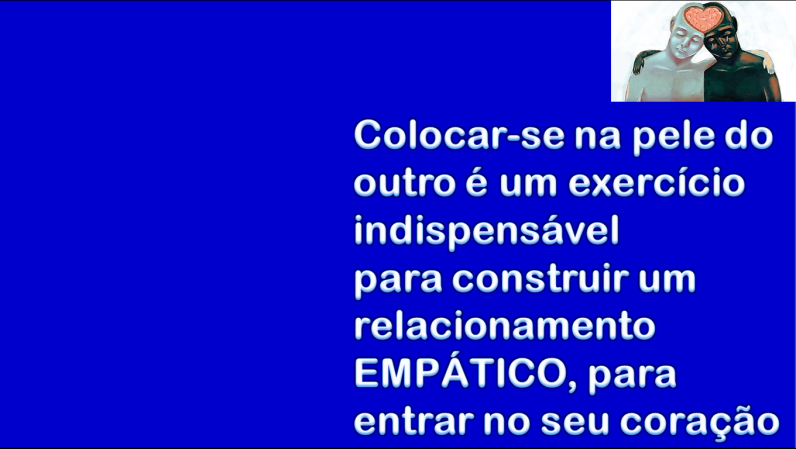 Colocar-se na pele do
outro é um exercício
indispensável
para construir um
relacionamento
EMPÁTICO, para
entrar no seu coração